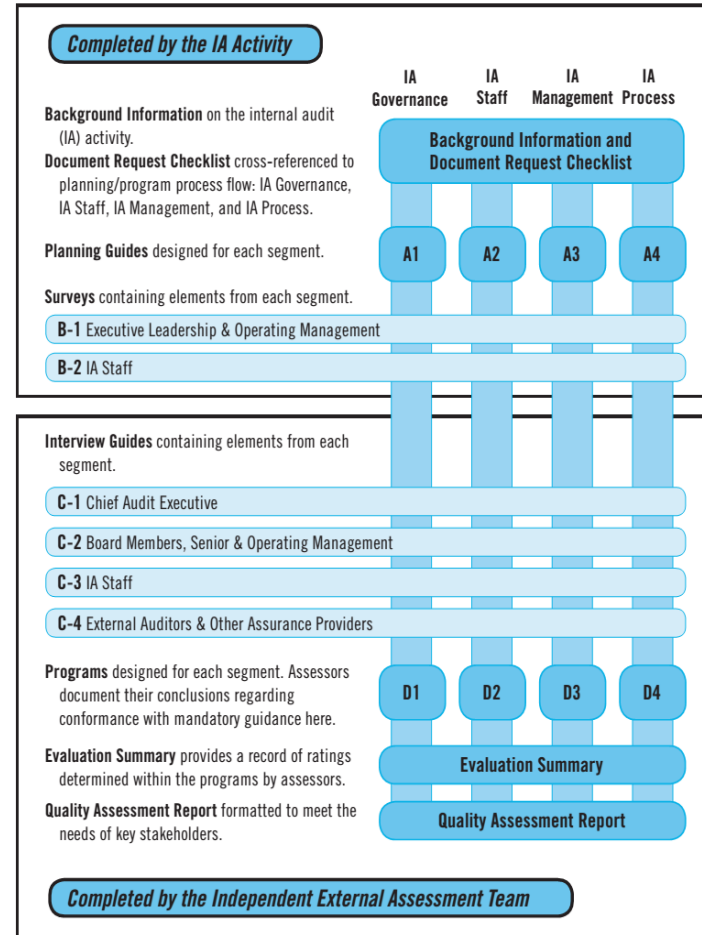 Completed by the IA Activity
IA
Governance
IA
Staff
IA
Management
IA
Process
Background Information on the internal audit
(IA) activity.
Document Request Checklist cross-referenced to
planning/program process flow: IA Governance,
IA Staff, IA Management, and IA Process.
Background Information and
Document Request Checklist
Planning Guides designed for each segment.
A1
A2
A3
A4
Surveys containing elements from each segment.
B-1 Executive Leadership & Operating Management
B-2 IA Staff
Interview Guides containing elements from each
segment.
C-1 Chief Audit Executive
C-2 Board Members, Senior & Operating Management
C-3 IA Staff
C-4 External Auditors & Other Assurance Providers
Programs designed for each segment. Assessors
document their conclusions regarding
conformance with mandatory guidance here.
D1
D2
D3
D4
Evaluation Summary provides a record of ratings
determined within the programs by assessors.
Evaluation Summary
Quality Assessment Report formatted to meet the
needs of key stakeholders.
Quality Assessment Report
Completed by the Independent External Assessment Team